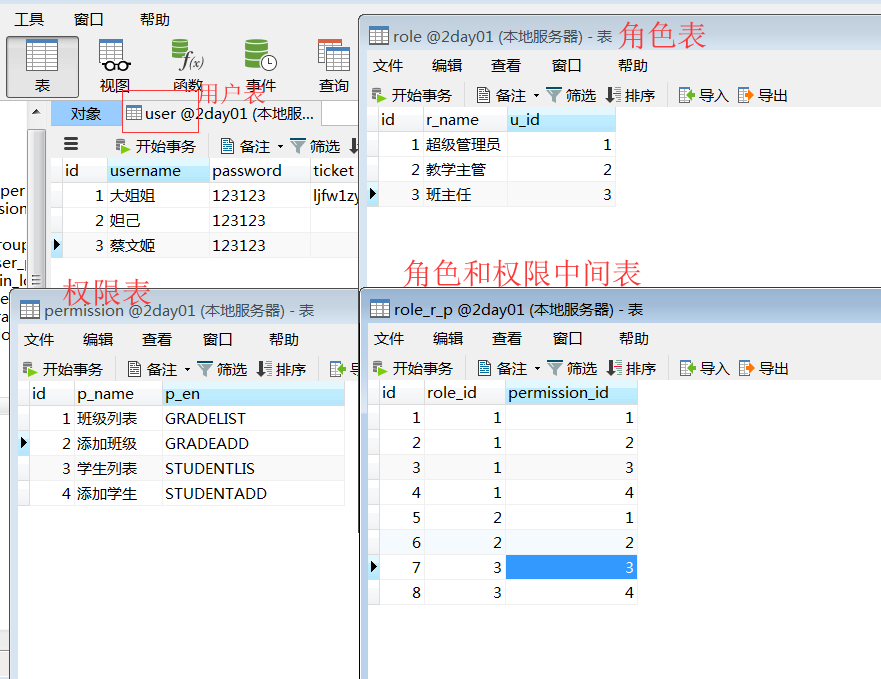 工具 窗口 帮助
表 视图 函数 事件 查询
用户表
对象 user @2day01 (本地服...
开始事务 备注 筛选
id username password ticket
1 大姐姐 123123 ljfw1zy
2 妲己 123123
3 蔡文姬 123123
role @2day01 (本地服务器) - 表
角色表
文件 编辑 查看 窗口 帮助
开始事务 备注 筛选 排序 导入 导出
id r_name u_id
1 超级管理员 1
2 教学主管 2
3 班主任 3
权限表
permission @2day01 (本地服务器) - 表
文件 编辑 查看 窗口 帮助
开始事务 备注 筛选 排序 导
id p_name p_en
1 班级列表 GRADELIST
2 添加班级 GRADEADD
3 学生列表 STUDENTLIS
4 添加学生 STUDENTADD
角色和权限中间表
role_r_p @2day01 (本地服务器) - 表
文件 编辑 查看 窗口 帮助
开始事务 备注 筛选 排序 导入 导出
id role_id permission_id
1 1 1
2 1 2
3 1 3
4 1 4
5 2 1
6 2 2
7 3 3
8 3 4